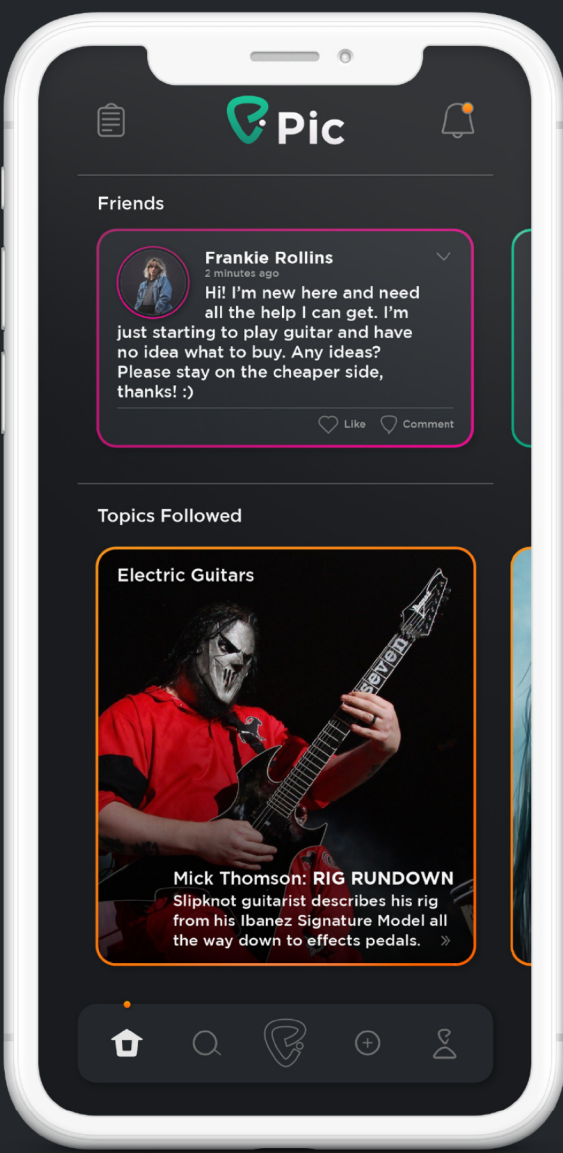 Pic
Friends
Frankie Rollins
2 minutes ago
Hi! I'm new here and need
all the help I can get. I'm
just starting to play guitar and have
no idea what to buy. Any ideas?
Please stay on the cheaper side,
thanks! :)
Like Comment
Topics Followed
Electric Guitars
Ibanez
seven
Mick Thomson: RIG RUNDOWN
Slipknot guitarist describes his rig
from his Ibanez Signature Model all
the way down to effects pedals. »